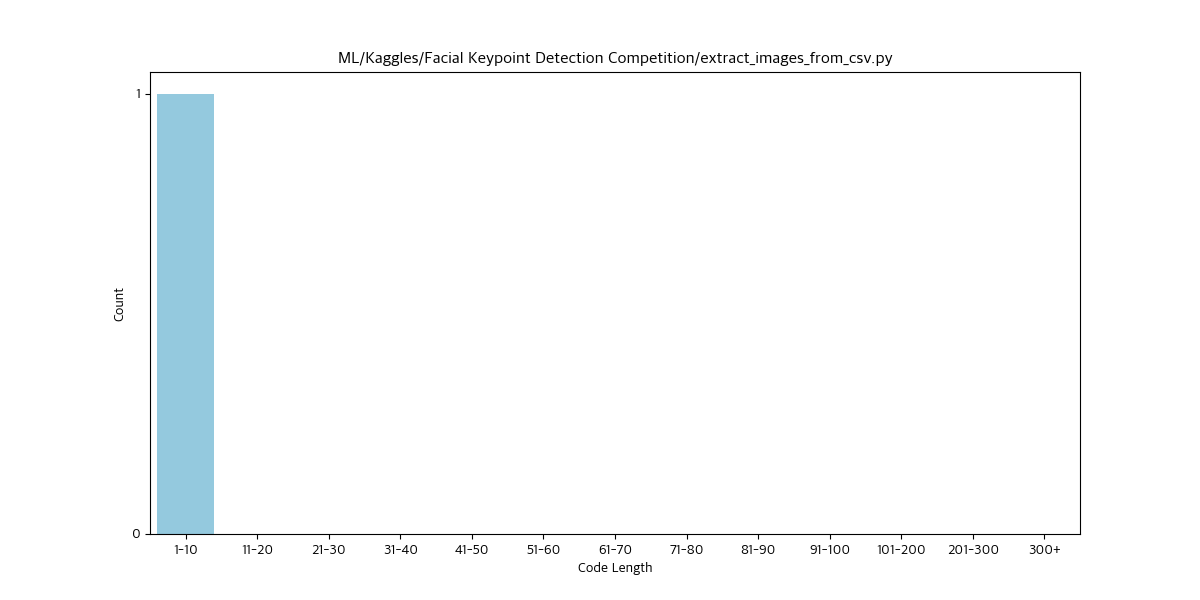 ML/Kaggles/Facial Keypoint Detection Competition/extract_images_from_csv.py
1
Count
0
1-10 11-20 21-30 31-40 41-50 51-60 61-70 71-80 81-90 91-100 101-200 201-300 300+
Code Length